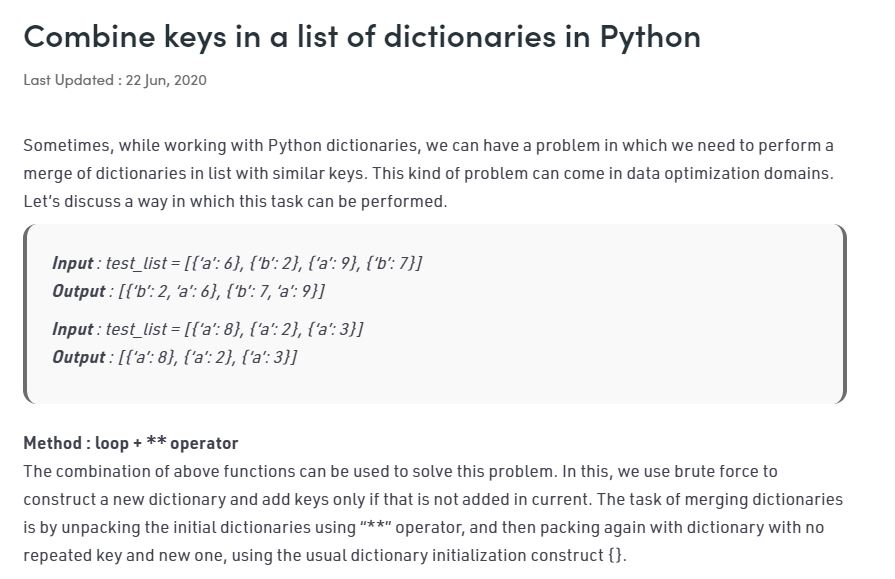 Combine keys in a list of dictionaries in Python
Last Updated : 22 Jun, 2020
Sometimes, while working with Python dictionaries, we can have a problem in which we need to perform a
merge of dictionaries in list with similar keys. This kind of problem can come in data optimization domains.
Let’s discuss a way in which this task can be performed.
Input : test_list = [{‘a’: 6}, {‘b’: 2}, {‘a’: 9}, {‘b’: 7}]
Output : [{‘b’: 2, ‘a’: 6}, {‘b’: 7, ‘a’: 9}]
Input : test_list = [{‘a’: 8}, {‘a’: 2}, {‘a’: 3}]
Output : [{‘a’: 8}, {‘a’: 2}, {‘a’: 3}]
Method : loop + ** operator
The combination of above functions can be used to solve this problem. In this, we use brute force to
construct a new dictionary and add keys only if that is not added in current. The task of merging dictionaries
is by unpacking the initial dictionaries using “**” operator, and then packing again with dictionary with no
repeated key and new one, using the usual dictionary initialization construct {}.